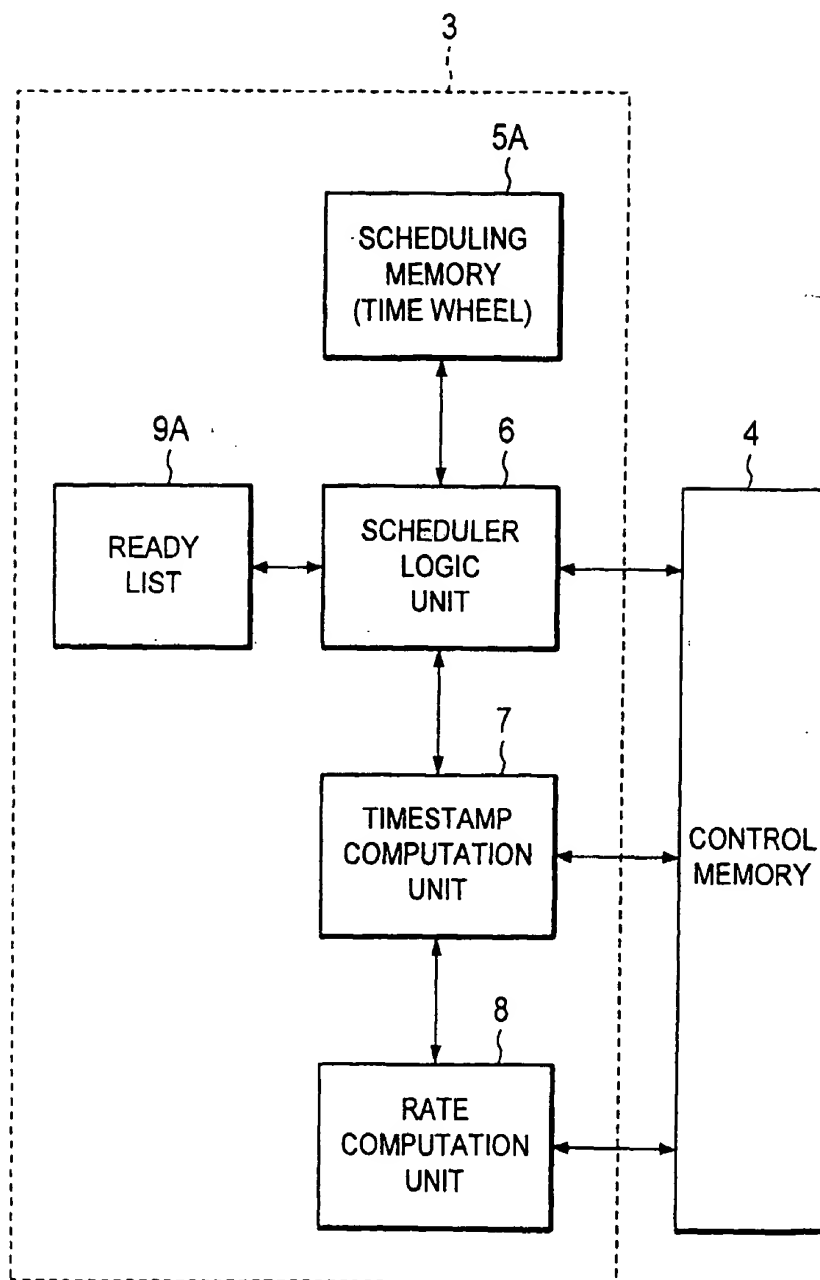 3
5A
SCHEDULING
MEMORY
(TIME WHEEL)
9A
6
4
READY
LIST
SCHEDULER
LOGIC
UNIT
7
TIMESTAMP
COMPUTATION
UNIT
CONTROL
MEMORY
8
RATE
COMPUTATION
UNIT